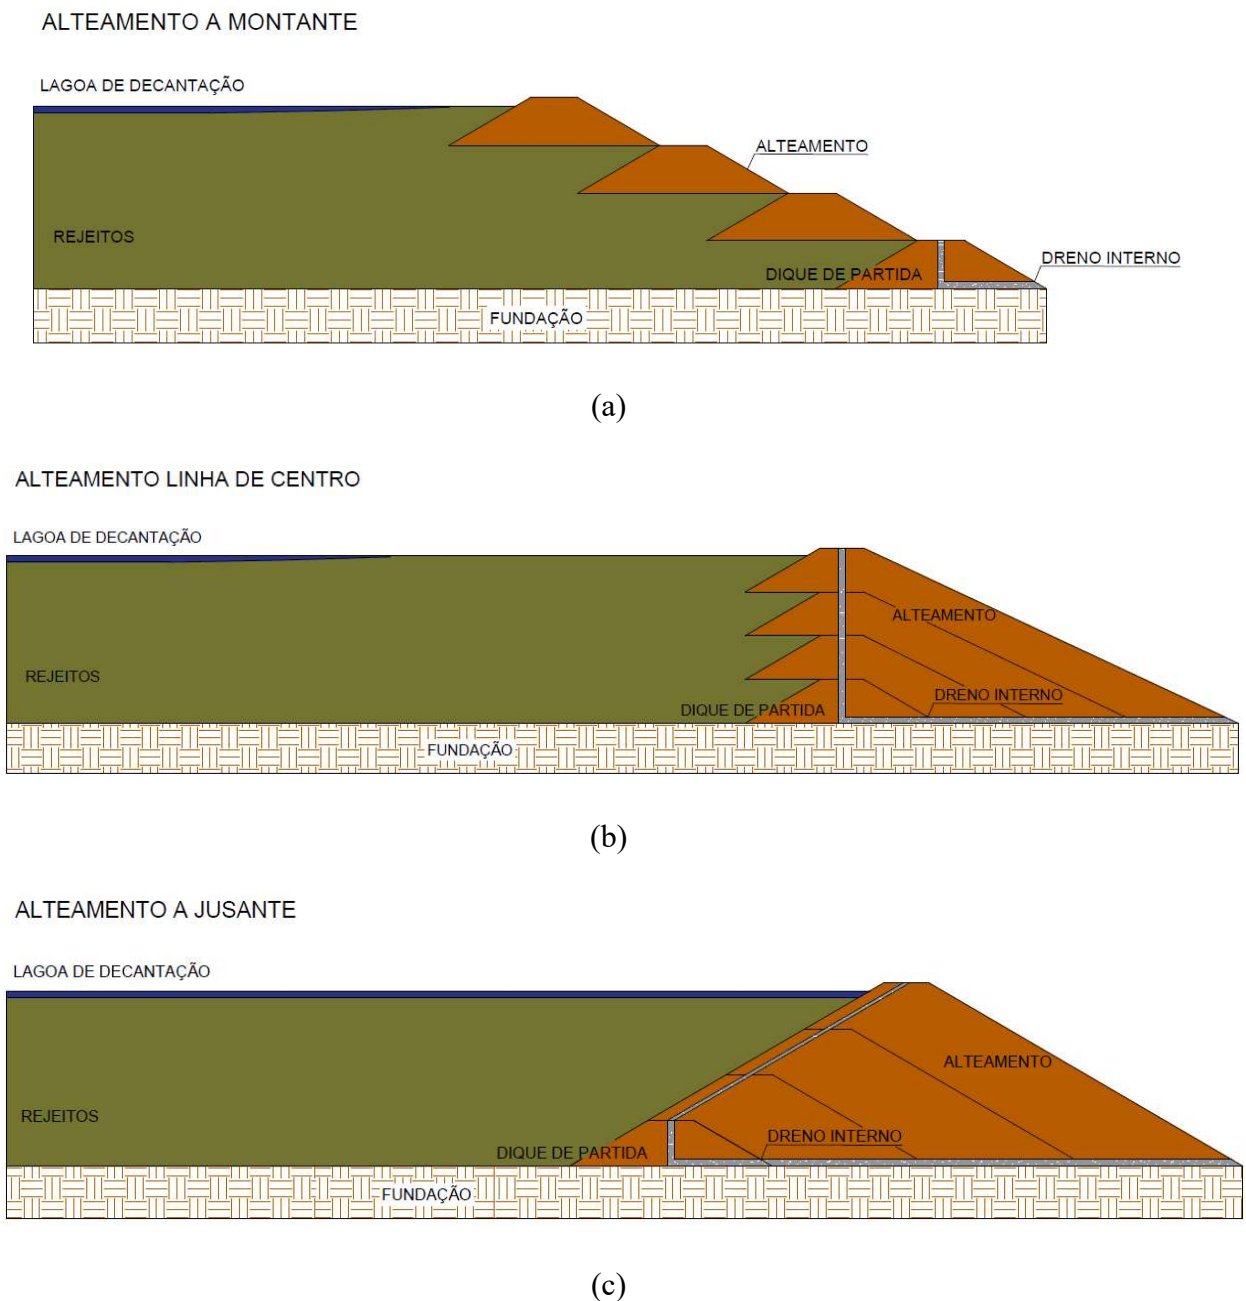 ALTEAMENTO A MONTANTE
LAGOA DE DECANTAÇÃO
ALTEAMENTO
REJEITOS
DRENO INTERNO
DIQUE DE PARTIDA
FUNDAÇÃO
(a)
ALTEAMENTO LINHA DE CENTRO
LAGOA DE DECANTAÇÃO
ALTEAMENTO
REJEITOS
DRENO INTERNO
DIQUE DE PARTIDA
FUNDAÇÃO
(b)
ALTEAMENTO A JUSANTE
LAGOA DE DECANTAÇÃO
ALTEAMENTO
REJEITOS
DRENO INTERNO
DIQUE DE PARTIDA
FUNDAÇÃO
(c)